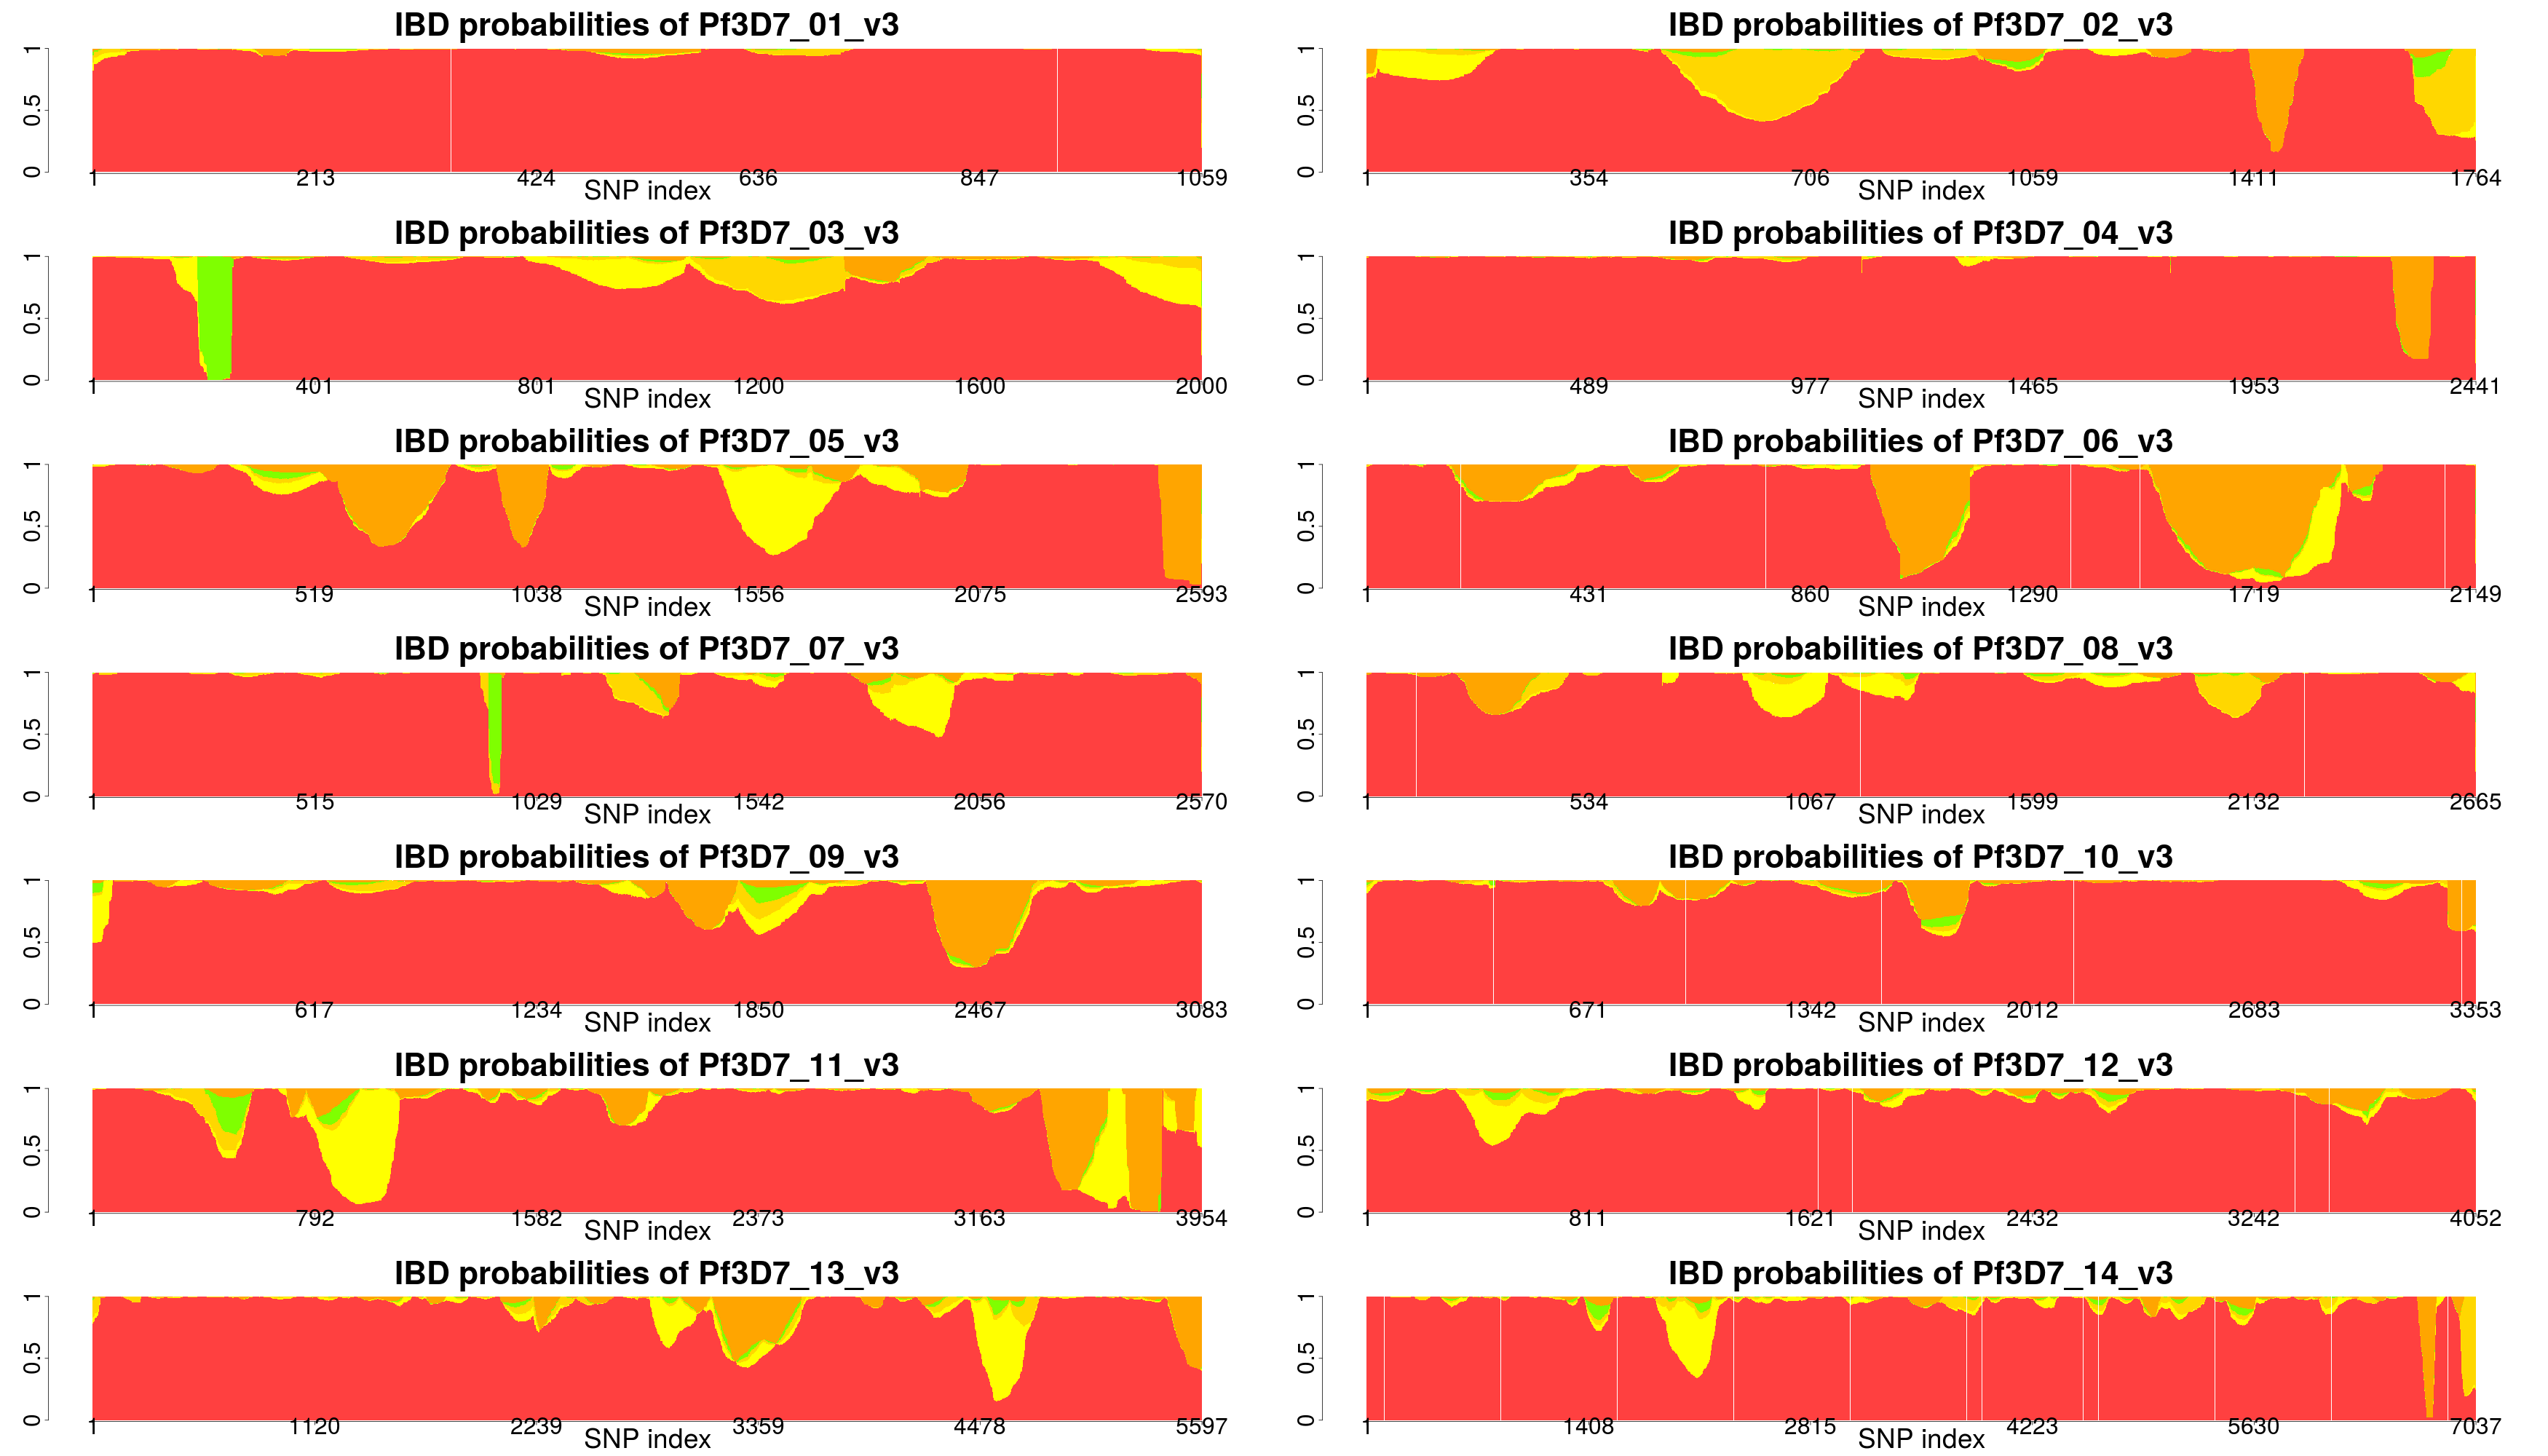 IBD probabilities of Pf3D7_01_v3
1
0.5
0
1 213 424 636 847 1059
SNP index
IBD probabilities of Pf3D7_02_v3
1
0.5
0
1 354 706 1059 1411 1764
SNP index
IBD probabilities of Pf3D7_03_v3
1
0.5
0
1 401 801 1200 1600 2000
SNP index
IBD probabilities of Pf3D7_04_v3
1
0.5
0
1 489 977 1465 1953 2441
SNP index
IBD probabilities of Pf3D7_05_v3
1
0.5
0
1 519 1038 1556 2075 2593
SNP index
IBD probabilities of Pf3D7_06_v3
1
0.5
0
1 431 860 1290 1719 2149
SNP index
IBD probabilities of Pf3D7_07_v3
1
0.5
0
1 515 1029 1542 2056 2570
SNP index
IBD probabilities of Pf3D7_08_v3
1
0.5
0
1 534 1067 1599 2132 2665
SNP index
IBD probabilities of Pf3D7_09_v3
1
0.5
0
1 617 1234 1850 2467 3083
SNP index
IBD probabilities of Pf3D7_10_v3
1
0.5
0
1 671 1342 2012 2683 3353
SNP index
IBD probabilities of Pf3D7_11_v3
1
0.5
0
1 792 1582 2373 3163 3954
SNP index
IBD probabilities of Pf3D7_12_v3
1
0.5
0
1 811 1621 2432 3242 4052
SNP index
IBD probabilities of Pf3D7_13_v3
1
0.5
0
1 1120 2239 3359 4478 5597
SNP index
IBD probabilities of Pf3D7_14_v3
1
0.5
0
1 1408 2815 4223 5630 7037
SNP index